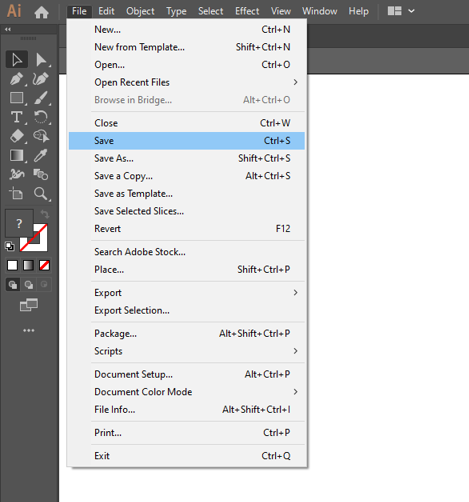 Ai File Edit Object Type Select Effect View Window Help
New... Ctrl+N
New from Template... Shift+Ctrl+N
Open... Ctrl+O
Open Recent Files
Browse in Bridge... Alt+Ctrl+O
Close Ctrl+W
Save Ctrl+S
Save As... Shift+Ctrl+S
Save a Copy... Alt+Ctrl+S
Save as Template...
Save Selected Slices...
Revert F12
Search Adobe Stock...
Place... Shift+Ctrl+P
Export
Export Selection...
Package... Alt+Shift+Ctrl+P
Scripts
Document Setup... Alt+Ctrl+P
Document Color Mode
File Info... Alt+Shift+Ctrl+I
Print... Ctrl+P
Exit Ctrl+Q
?